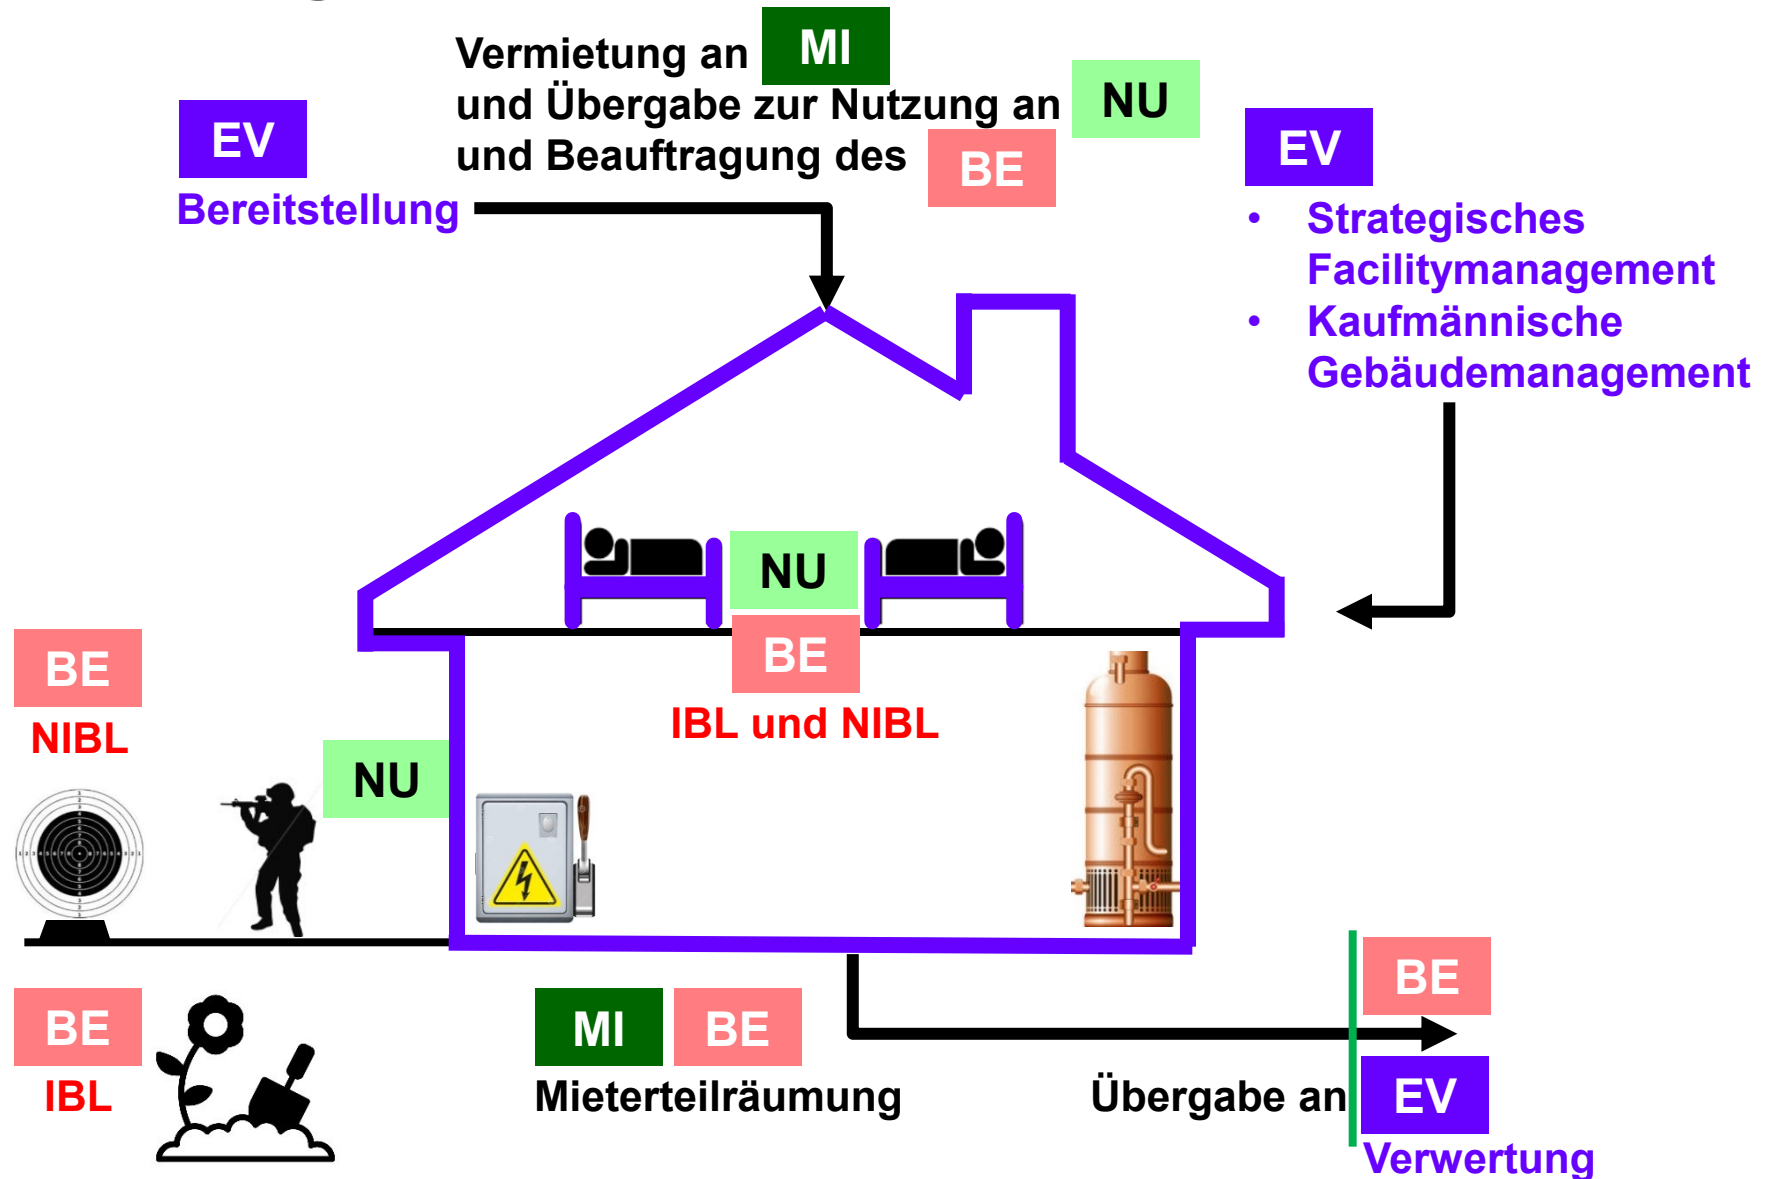 Vermietung an MI
und Übergabe zur Nutzung an NU
und Beauftragung des BE
EV
Bereitstellung
EV
• Strategisches
Facilitymanagement
• Kaufmännische
Gebäudemanagement
NU
BE
IBL und NIBL
BE
NIBL
NU
BE
IBL
MI BE
Mieterteilräumung
BE
Übergabe an EV
Verwertung